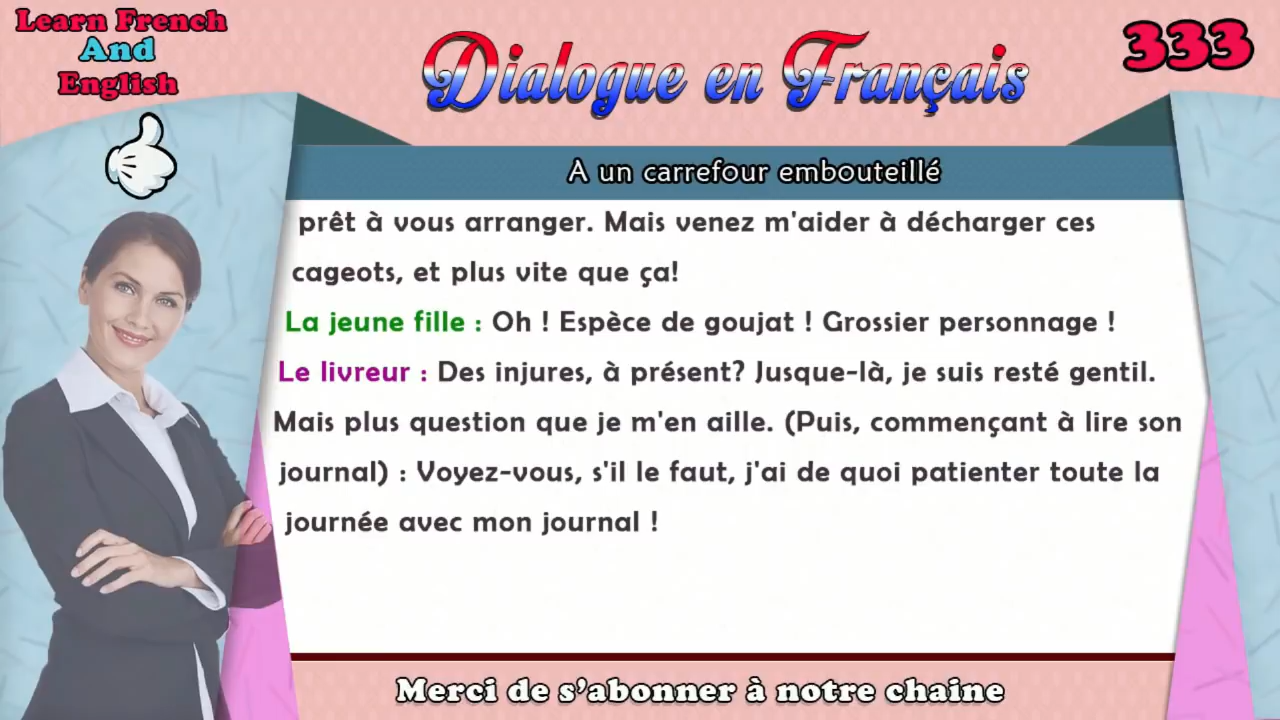 Learn French
And
English
Dialogue en Français
333
A un carrefour embouteillé
prêt à vous arranger. Mais venez m'aider à décharger ces
cageots, et plus vite que ça!
La jeune fille : Oh ! Espèce de goujat ! Grossier personnage !
Le livreur : Des injures, à présent? Jusque-là, je suis resté gentil.
Mais plus question que je m'en aille. (Puis, commençant à lire son
journal) : Voyez-vous, s'il le faut, j'ai de quoi patienter toute la
journée avec mon journal !
Merci de s’abonner à notre chaine